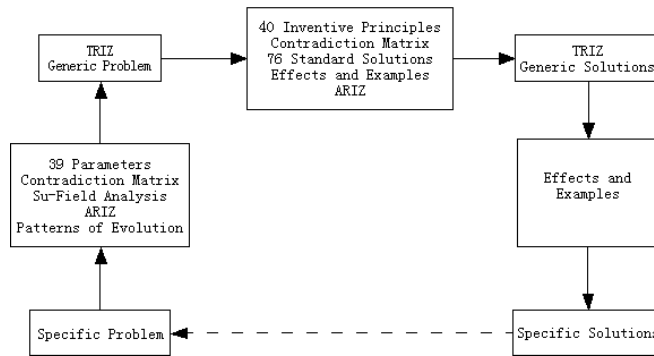 40 Inventive Principles
Contradiction Matrix
76 Standard Solutions
Effects and Examples
ARIZ
TRIZ
Generic Problem
TRIZ
Generic Solutions
39 Parameters
Contradiction Matrix
Su-Field Analysis
ARIZ
Patterns of Evolution
Effects and
Examples
Specific Problem
Specific Solutions